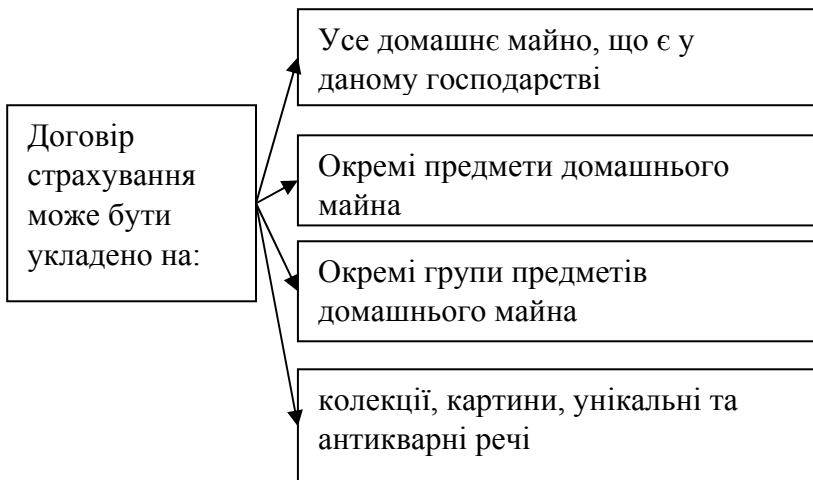 Договір
страхування
може бути
укладено на:
Усе домашнє майно, що є у
даному господарстві
Окремі предмети домашнього
майна
Окремі групи предметів
домашнього майна
колекції, картини, унікальні та
антикварні речі